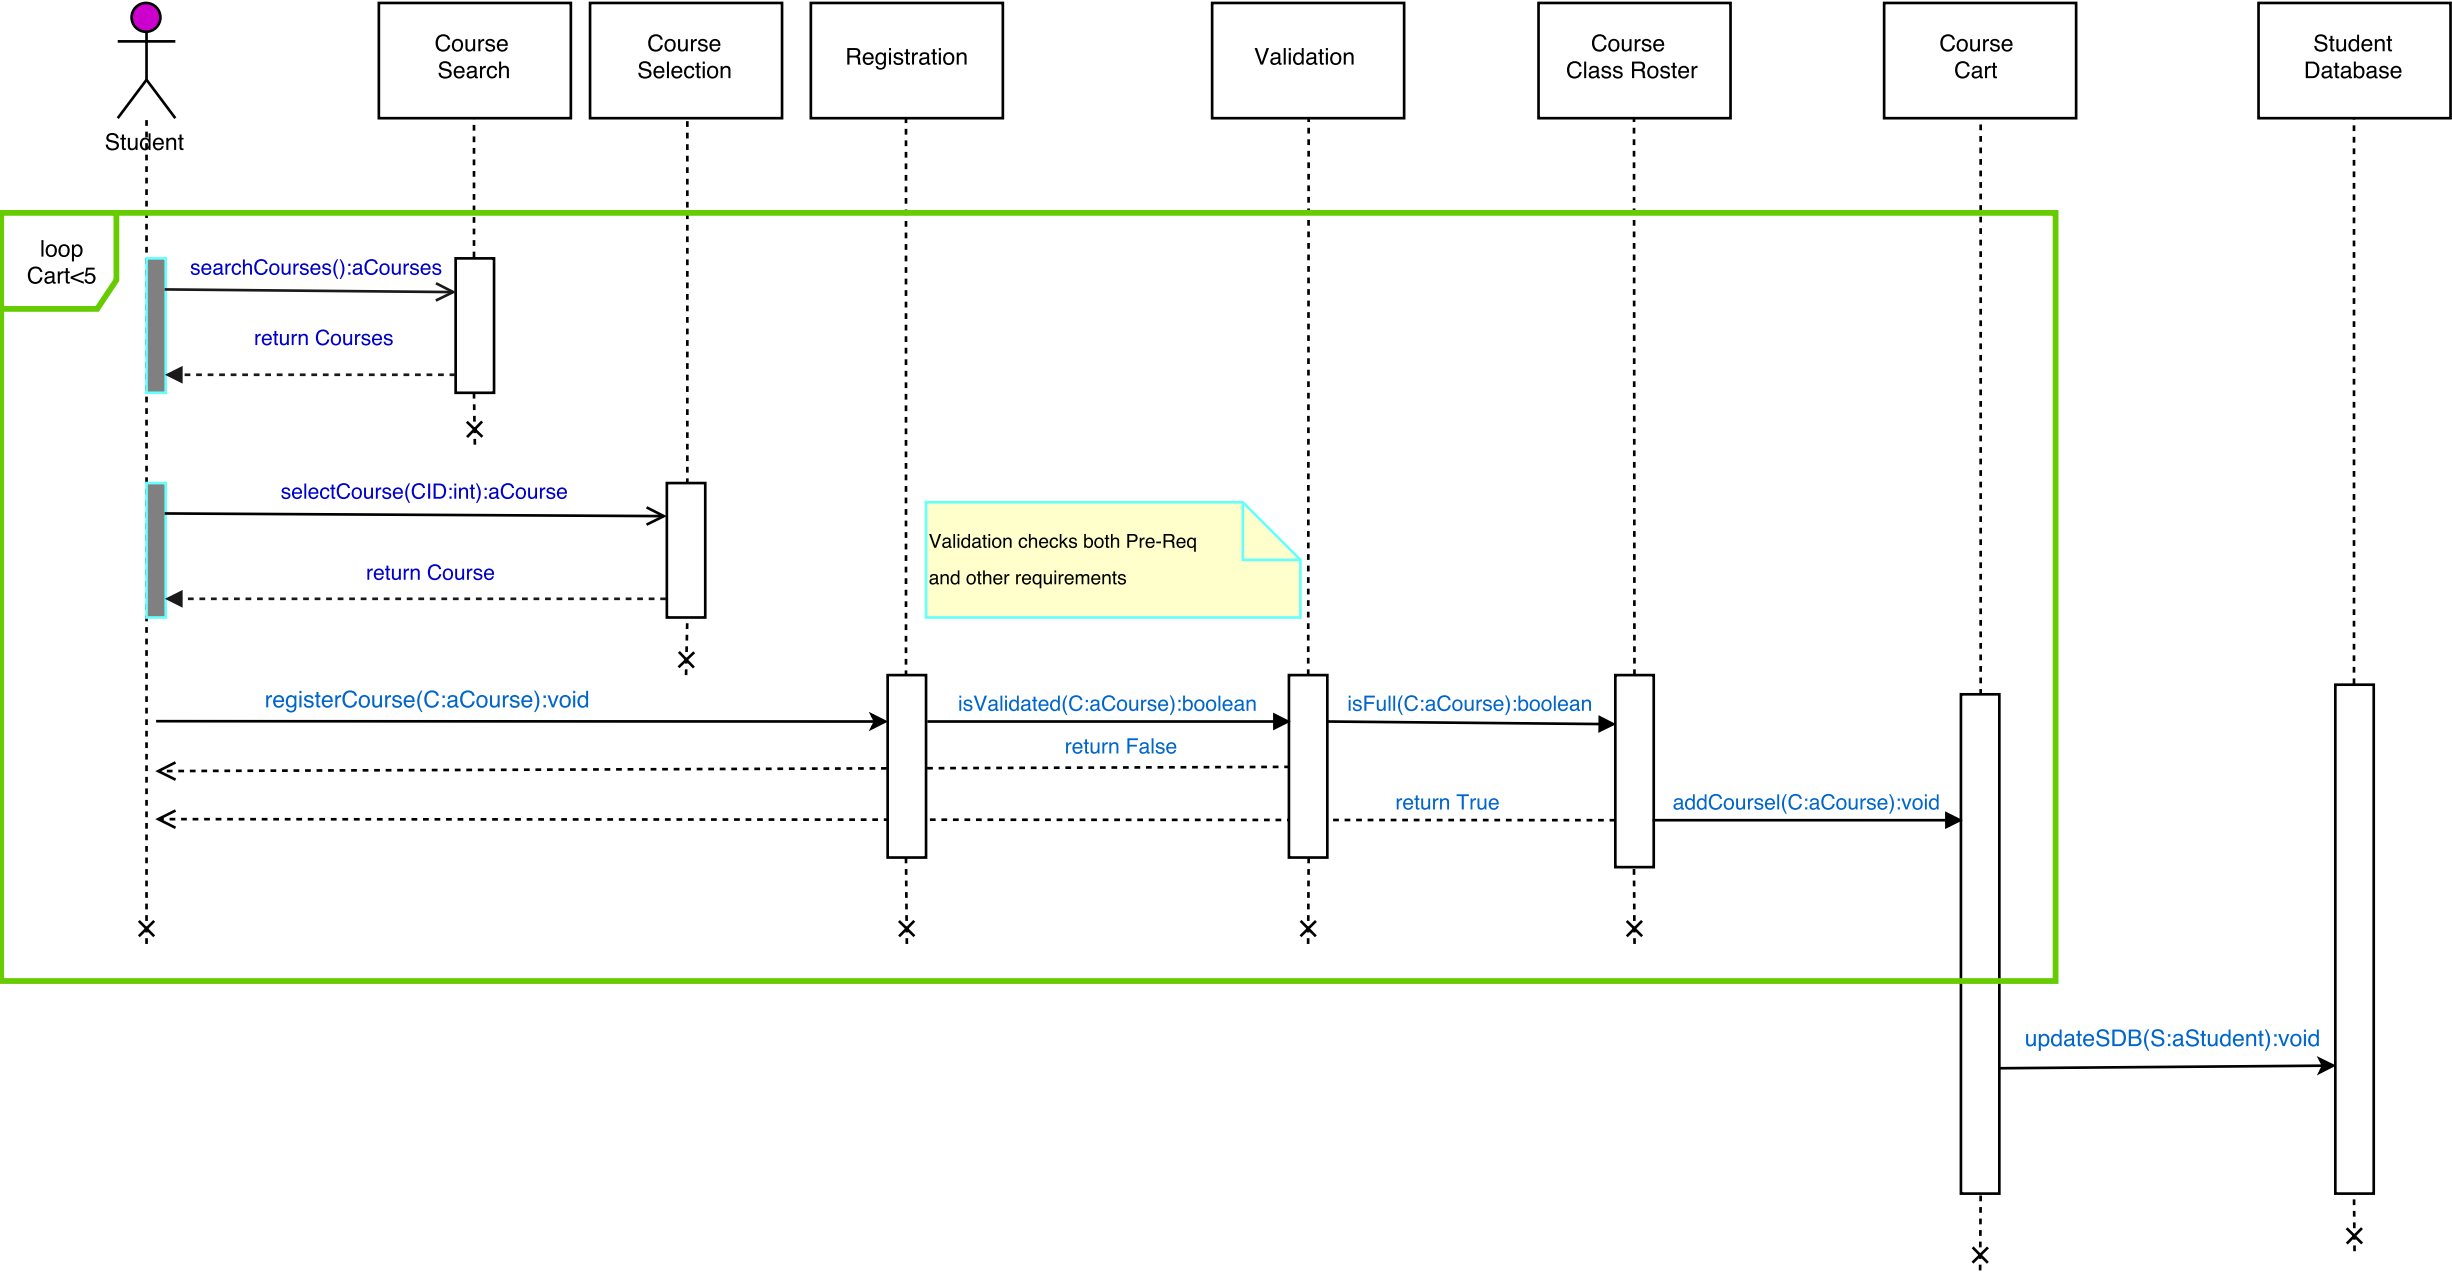 Student
Course
Search
Course
Selection
Registration
Validation
Course
Class Roster
Course
Cart
Student
Database
loop
Cart<5
searchCourses():aCourses
return Courses
selectCourse(CID:int):aCourse
return Course
Validation checks both Pre-Req
and other requirements
registerCourse(C:aCourse):void
isValidated(C:aCourse):boolean
isFull(C:aCourse):boolean
return False
return True
addCoursel(C:aCourse):void
updateSDB(S:aStudent):void